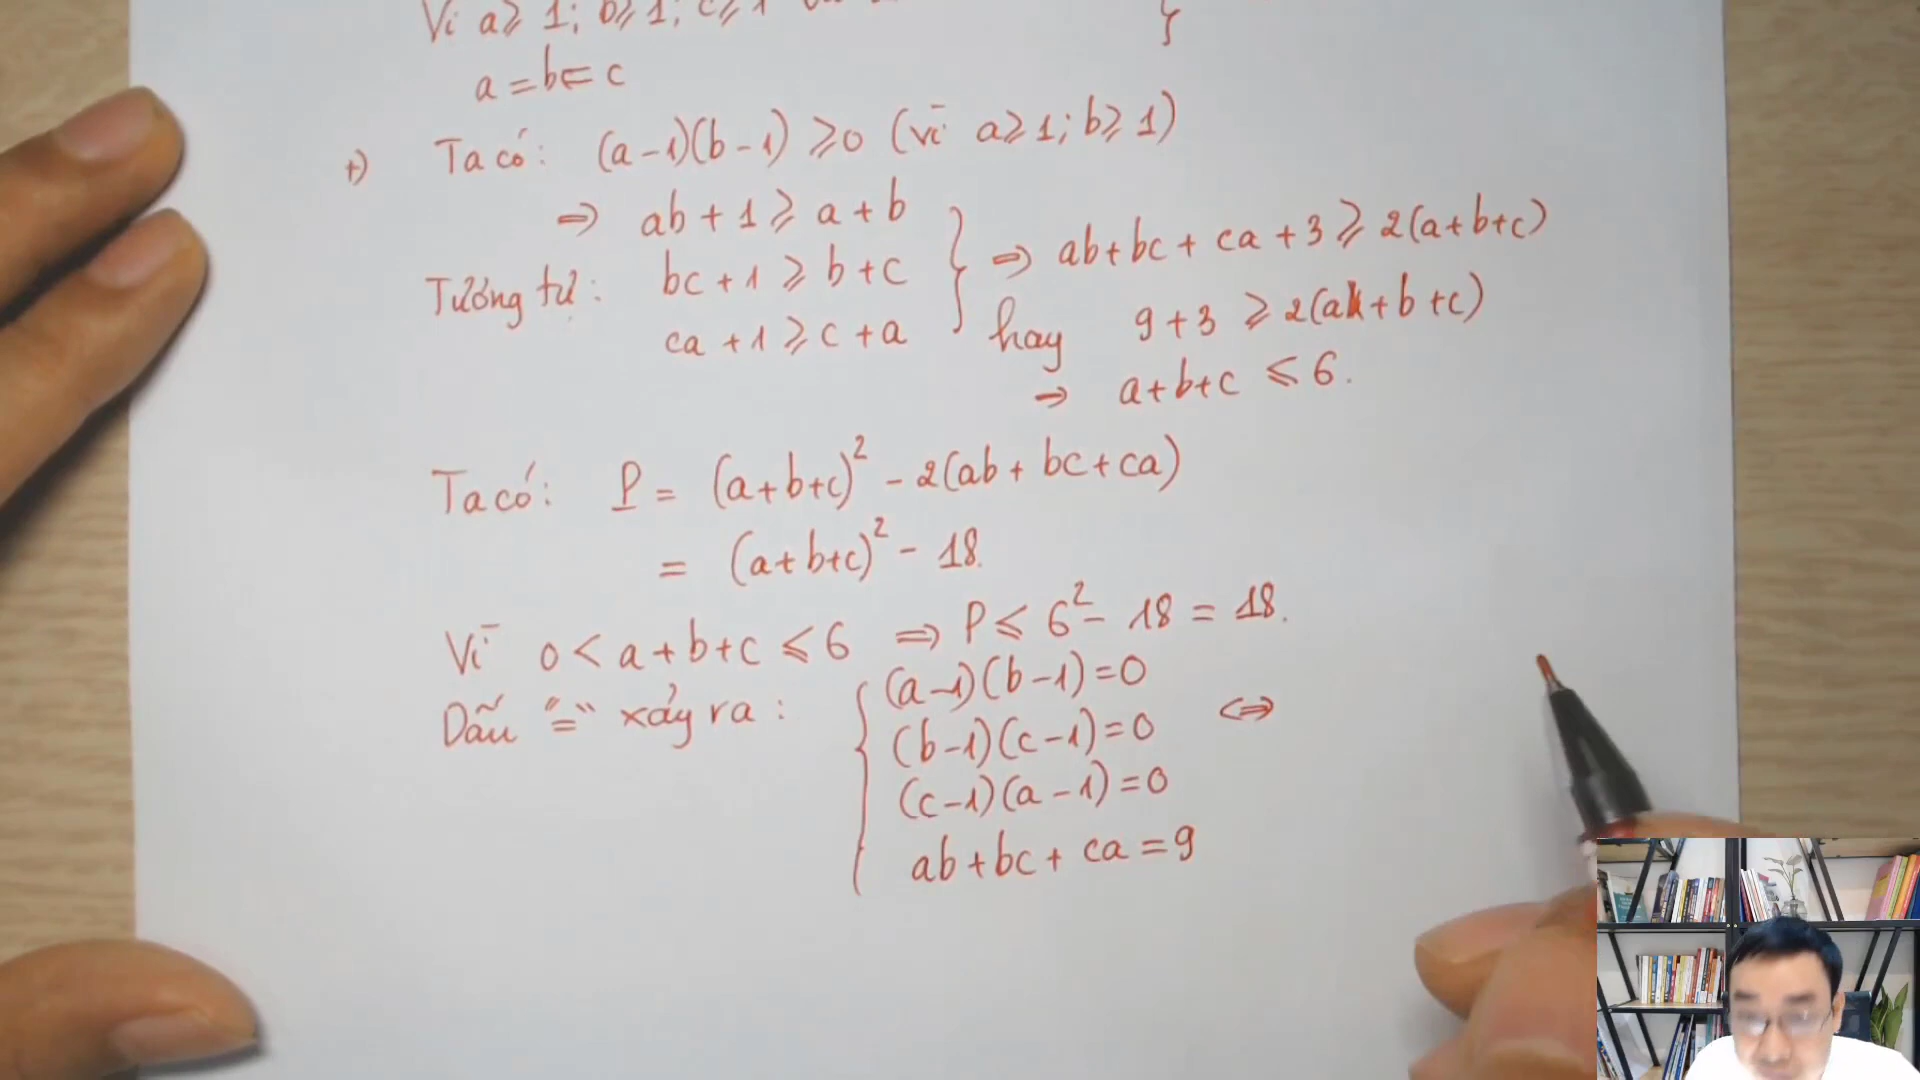 Vì a ≥ 1; b ≥ 1; c ≥ 1
a = b = c
+) Ta có: (a-1)(b-1) ≥ 0 (vì a ≥ 1; b ≥ 1)
⇒ ab + 1 ≥ a + b
Tương tự: bc + 1 ≥ b + c
ca + 1 ≥ c + a
⇒ ab + bc + ca + 3 ≥ 2(a+b+c)
hay 9 + 3 ≥ 2(a + b + c)
⇒ a+b+c ≤ 6.
Ta có: P = (a+b+c)² - 2(ab + bc + ca)
= (a+b+c)² - 18.
Vì 0 < a+b+c ≤ 6 ⇒ P ≤ 6² - 18 = 18.
Dấu "=" xảy ra: { (a-1)(b-1)=0
(b-1)(c-1)=0 ⇔
(c-1)(a-1)=0
ab + bc + ca = 9